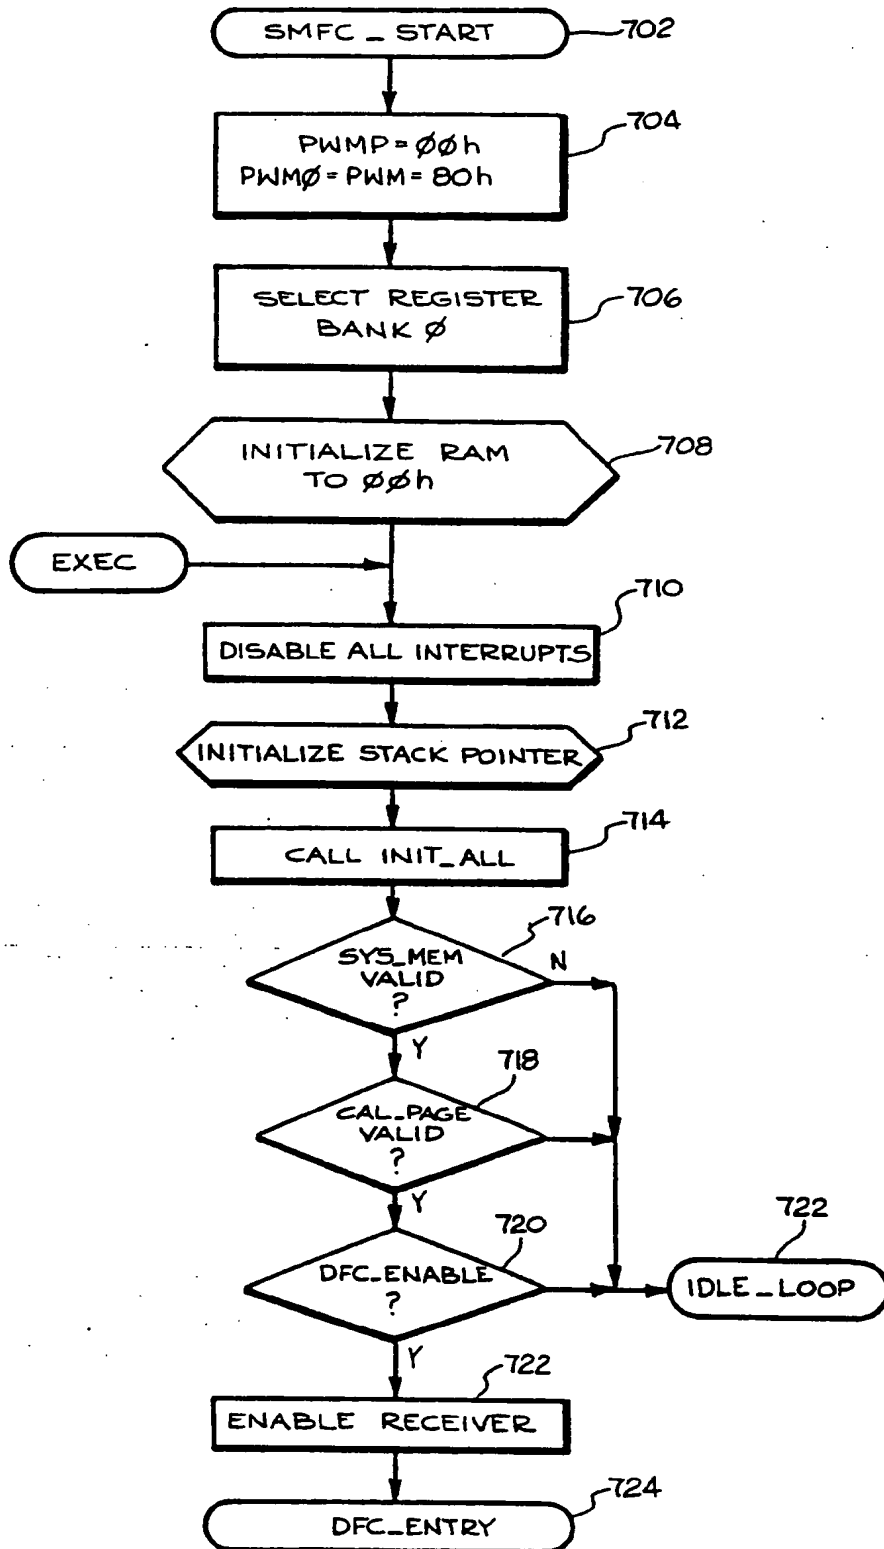 SMFC_START
702
PWMP = ØØh
PWMØ = PWM = 80h
704
SELECT REGISTER
BANK Ø
706
INITIALIZE RAM
TO ØØh
708
EXEC
710
DISABLE ALL INTERRUPTS
712
INITIALIZE STACK POINTER
714
CALL INIT_ALL
716
SYS_MEM
VALID
?
N
Y
718
CAL_PAGE
VALID
?
Y
720
DFC_ENABLE
?
722
IDLE_LOOP
Y
722
ENABLE RECEIVER
724
DFC_ENTRY